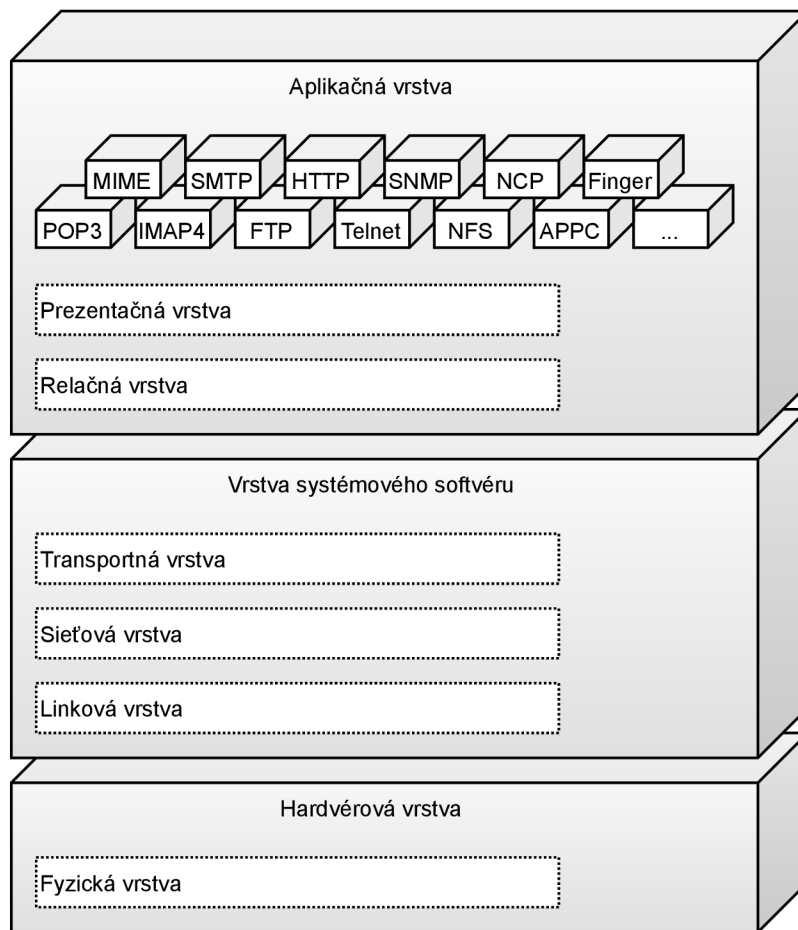 Aplikačná vrstva
MIME SMTP HTTP SNMP NCP Finger
POP3 IMAP4 FTP Telnet NFS APPC ...
Prezentačná vrstva
Relačná vrstva
Vrstva systémového softvéru
Transportná vrstva
Sieťová vrstva
Linková vrstva
Hardvérová vrstva
Fyzická vrstva